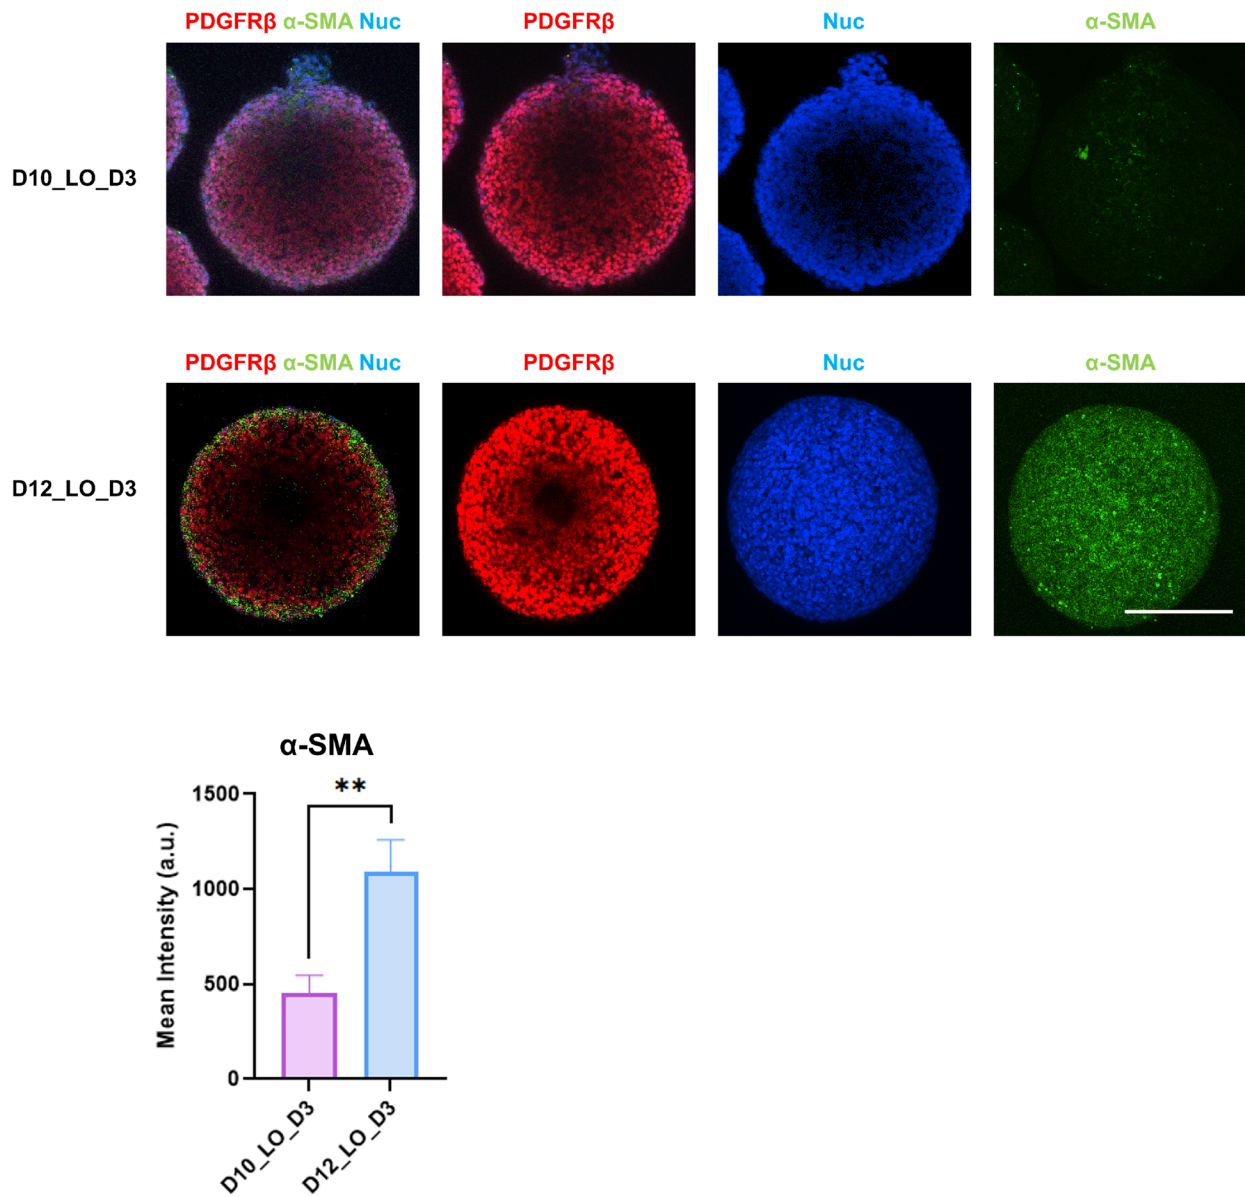 PDGFRβ α-SMA Nuc PDGFRβ Nuc α-SMA
D10_LO_D3
PDGFRβ α-SMA Nuc PDGFRβ Nuc α-SMA
D12_LO_D3
α-SMA
**
1500
1000
500
0
Mean Intensity (a.u.)
D10_LO_D3
D12_LO_D3